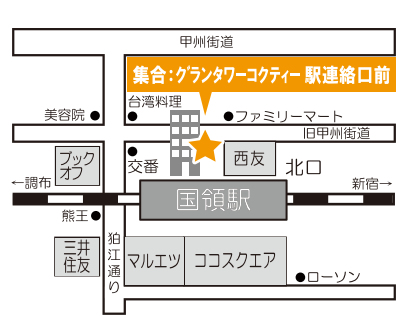 甲州街道
集合：グランタワーコクティー 駅連絡口前
美容院
台湾料理
ファミリーマート
旧甲州街道
ブック
オフ
交番
西友
北口
←調布
新宿→
国領駅
熊王
三井
住友
狛江通り
マルエツ
ココスクエア
ローソン